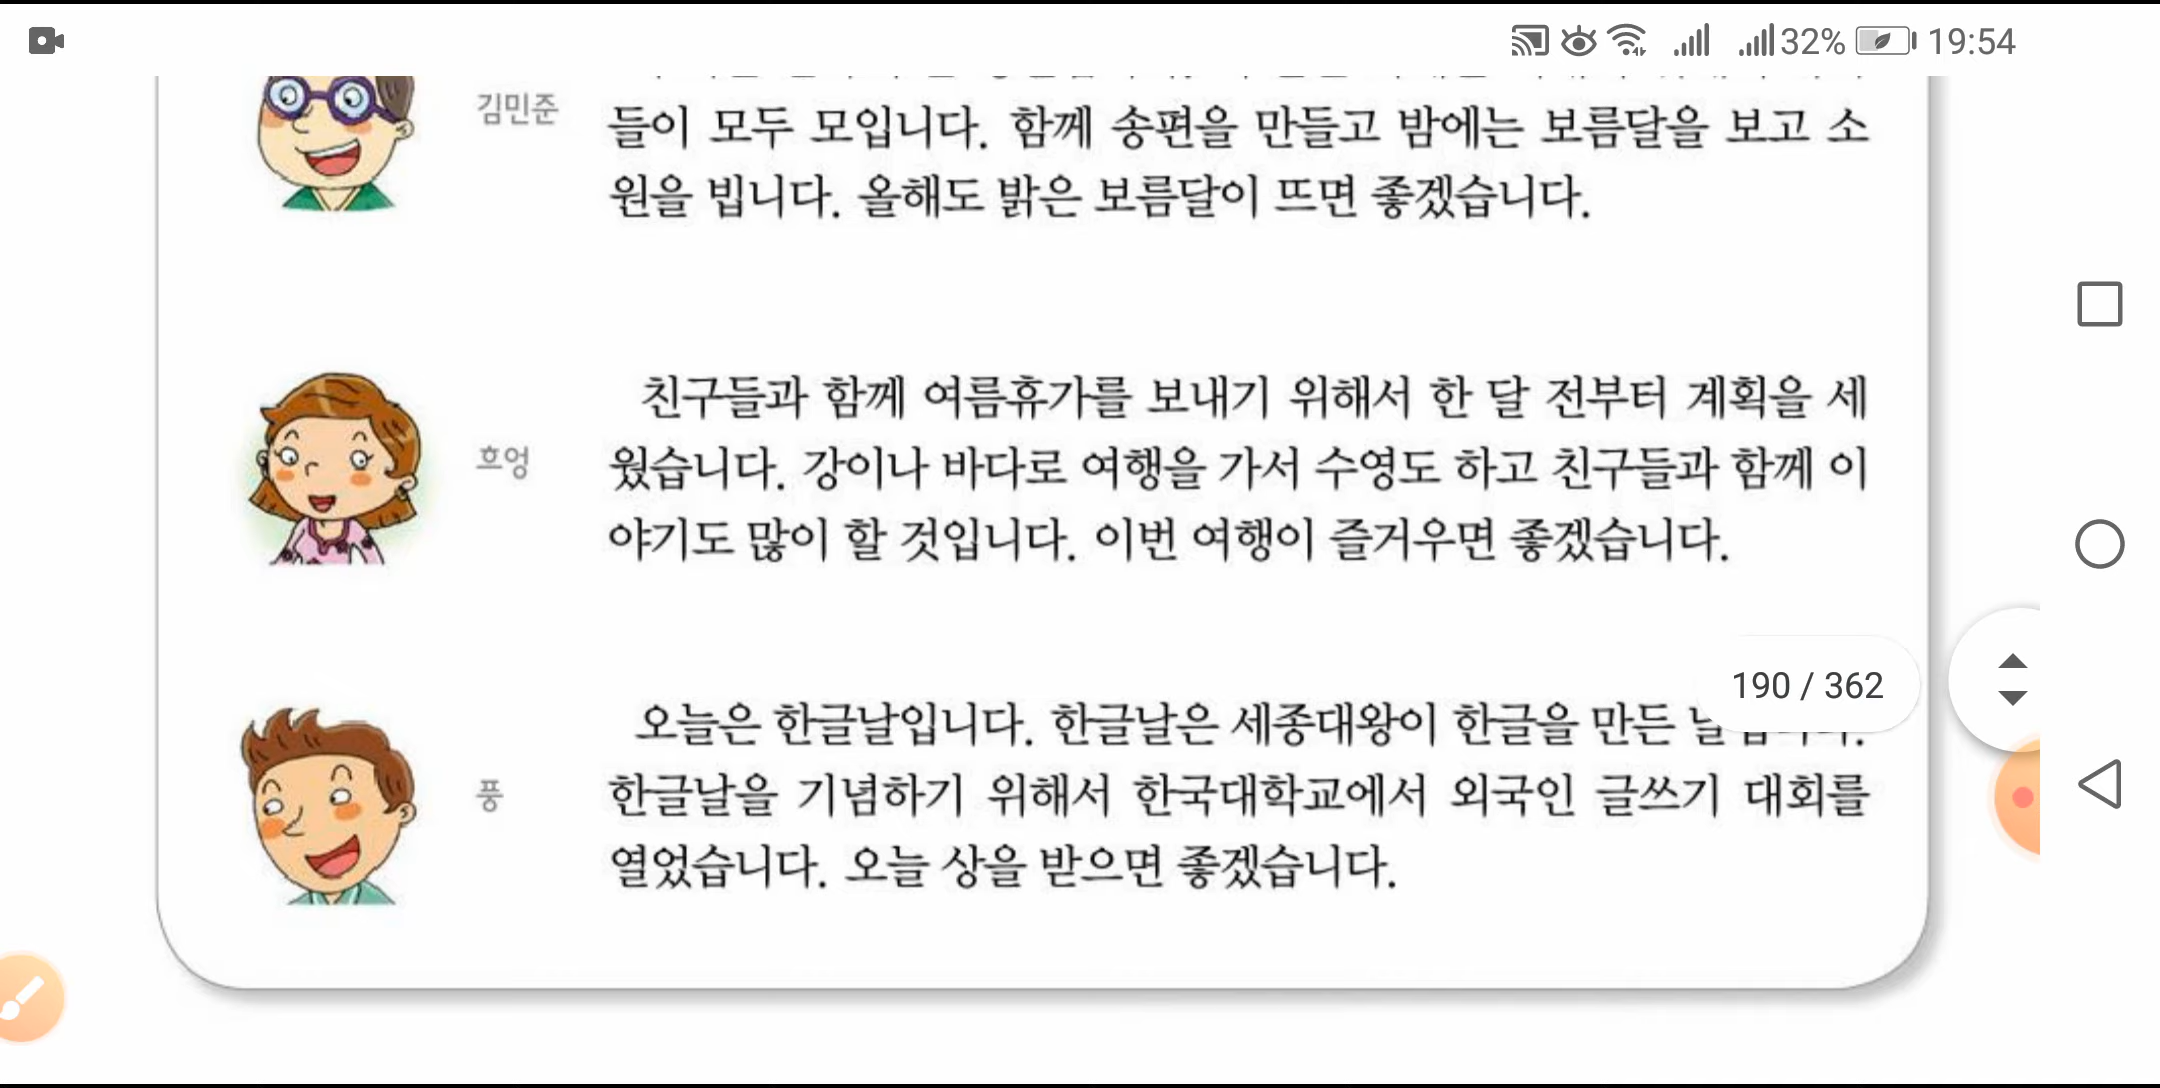 32% 19:54
김민준
들이 모두 모입니다. 함께 송편을 만들고 밤에는 보름달을 보고 소
원을 빕니다. 올해도 밝은 보름달이 뜨면 좋겠습니다.
친구들과 함께 여름휴가를 보내기 위해서 한 달 전부터 계획을 세
흐엉
웠습니다. 강이나 바다로 여행을 가서 수영도 하고 친구들과 함께 이
야기도 많이 할 것입니다. 이번 여행이 즐거우면 좋겠습니다.
190 / 362
오늘은 한글날입니다. 한글날은 세종대왕이 한글을 만든
풍
한글날을 기념하기 위해서 한국대학교에서 외국인 글쓰기 대회를
열었습니다. 오늘 상을 받으면 좋겠습니다.